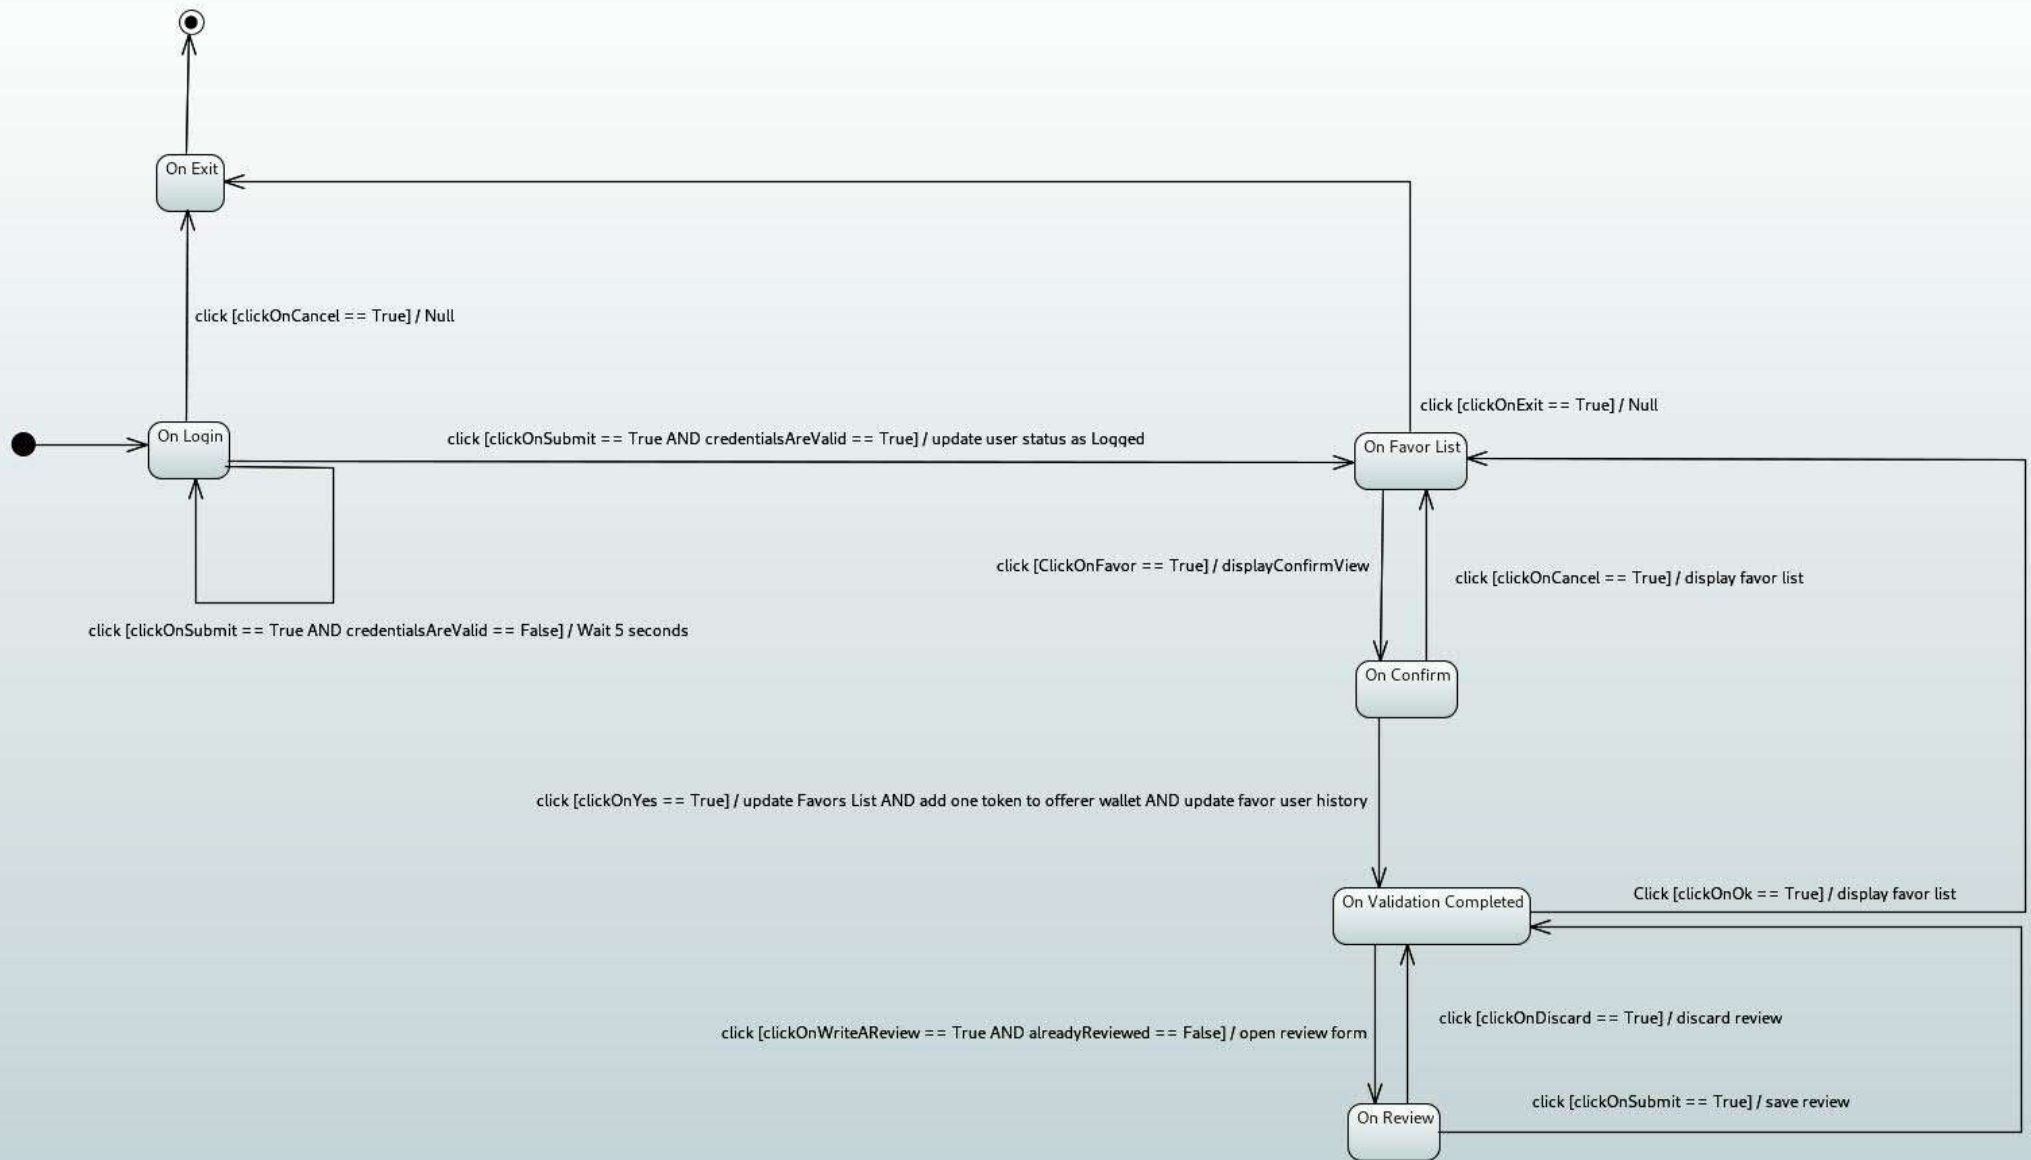 On Exit
click [clickOnCancel == True] / Null
click [clickOnExit == True] / Null
On Login
click [clickOnSubmit == True AND credentialsAreValid == True] / update user status as Logged
On Favor List
click [ClickOnFavor == True] / displayConfirmView
click [clickOnCancel == True] / display favor list
click [clickOnSubmit == True AND credentialsAreValid == False] / Wait 5 seconds
On Confirm
click [clickOnYes == True] / update Favors List AND add one token to offerer wallet AND update favor user history
On Validation Completed
Click [clickOnOk == True] / display favor list
click [clickOnWriteAReview == True AND alreadyReviewed == False] / open review form
click [clickOnDiscard == True] / discard review
click [clickOnSubmit == True] / save review
On Review